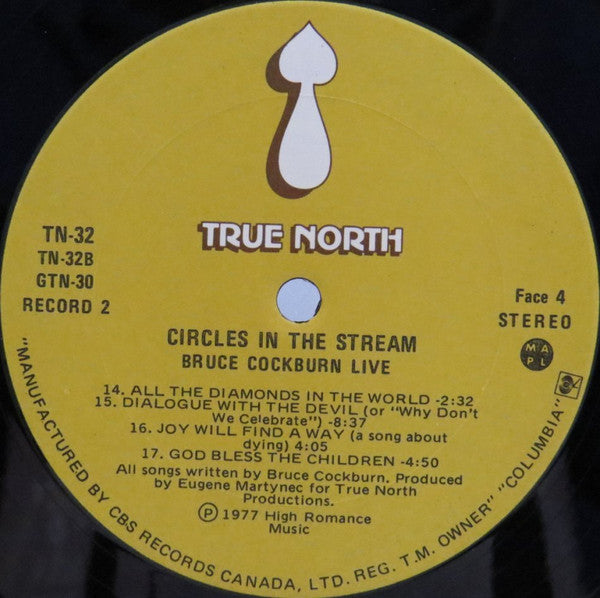 TRUE NORTH
TN-32
TN-32B
GTN-30
RECORD 2
Face 4
STEREO
M A
P L
CIRCLES IN THE STREAM
BRUCE COCKBURN LIVE
14. ALL THE DIAMONDS IN THE WORLD -2:32
15. DIALOGUE WITH THE DEVIL (or "Why Don't
We Celebrate") -8:37
16. JOY WILL FIND A WAY (a song about
dying) 4:05
17. GOD BLESS THE CHILDREN -4:50
All songs written by Bruce Cockburn. Produced
by Eugene Martynec for True North
Productions.
Ⓟ 1977 High Romance
Music
"MANUFACTURED BY CBS RECORDS CANADA, LTD. REG. T.M. OWNER" "COLUMBIA"